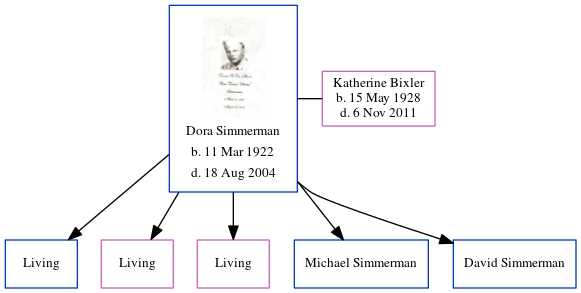 Dora Simmerman
b. 11 Mar 1922
d. 18 Aug 2004
Katherine Bixler
b. 15 May 1928
d. 6 Nov 2011
Living
Living
Living
Michael Simmerman
David Simmerman